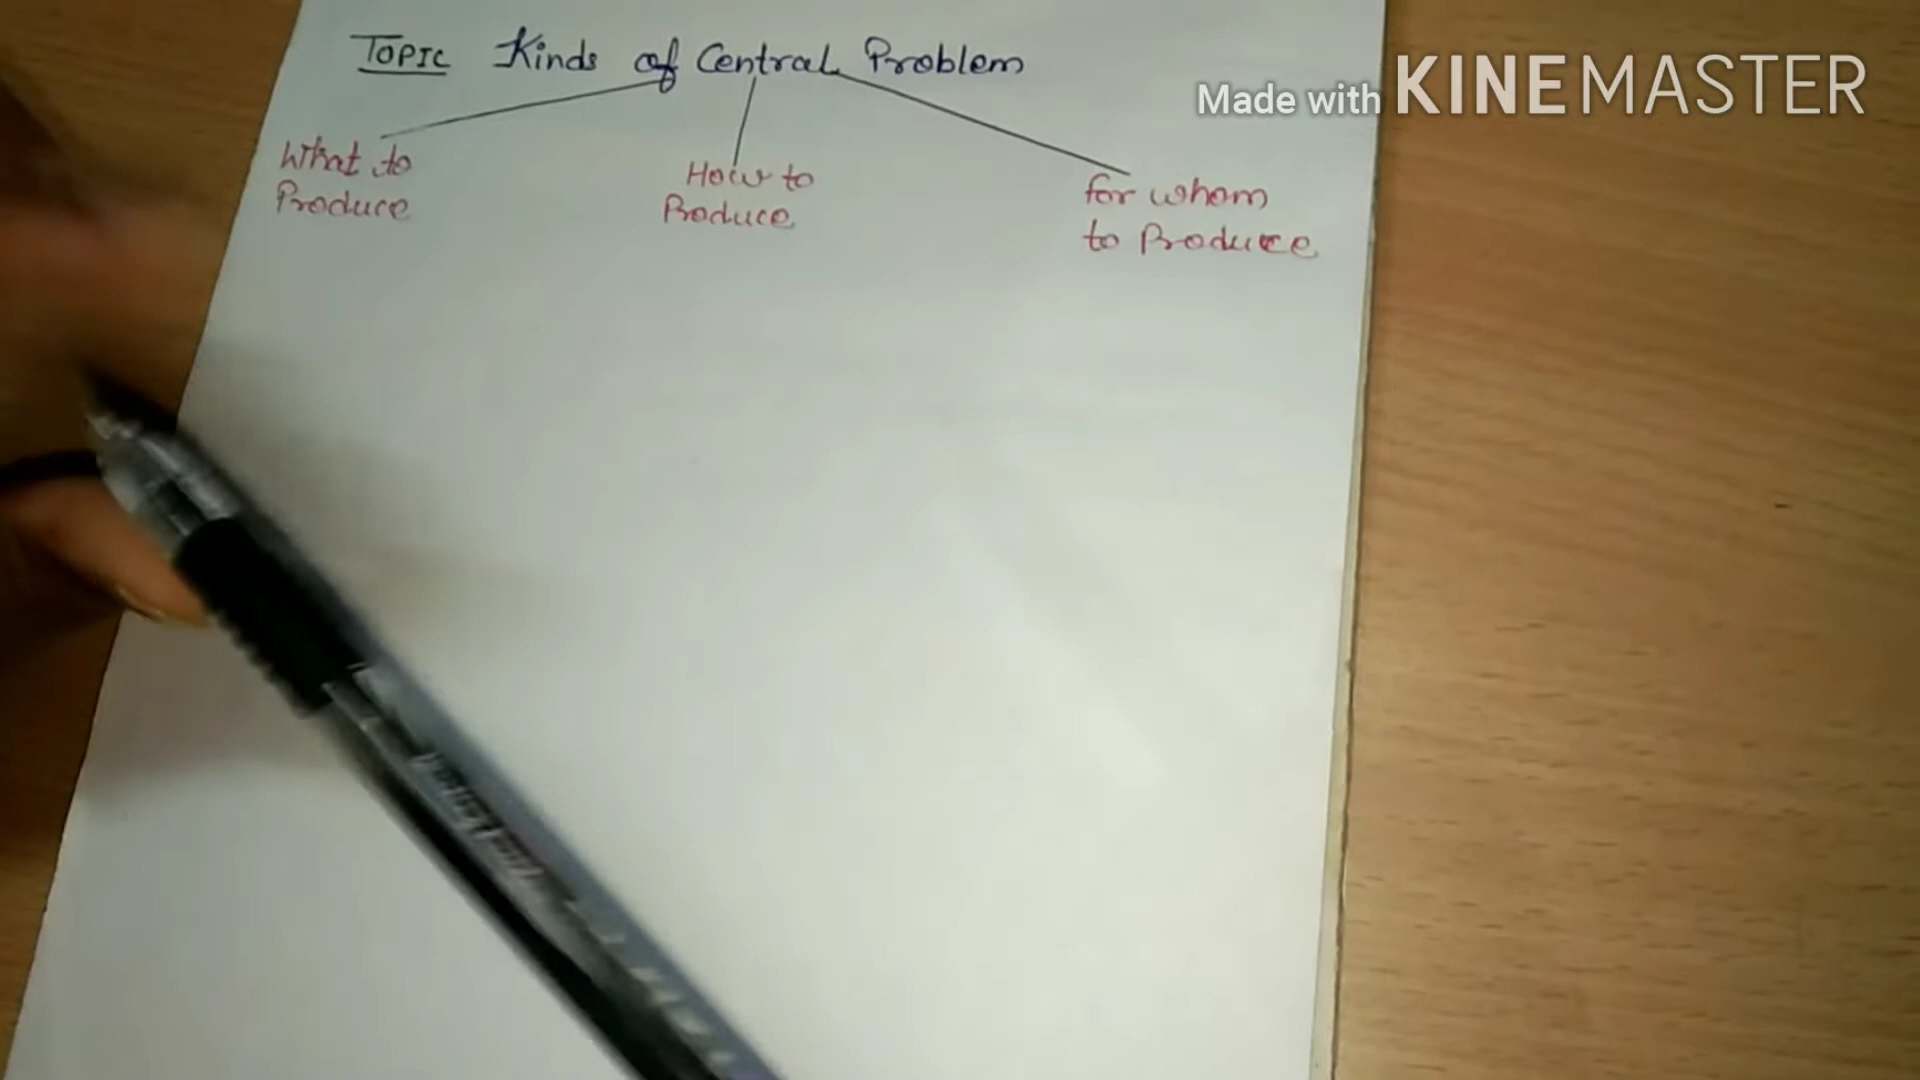 Topic Kinds of Central Problem
Made with KINEMASTER
What to
Produce
How to
Produce
for whom
to Produce